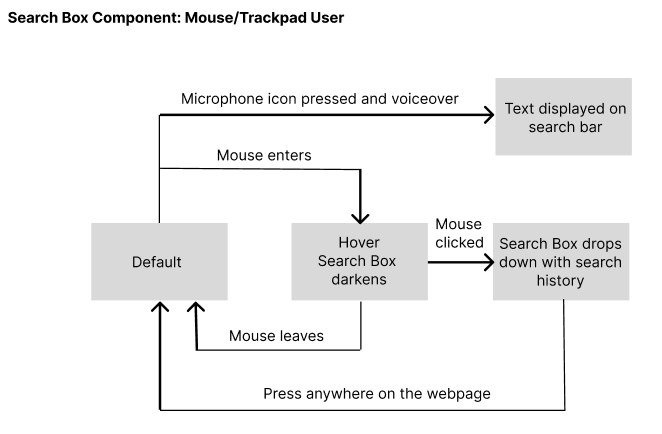 Search Box Component: Mouse/Trackpad User
Microphone icon pressed and voiceover
Text displayed on
search bar
Mouse enters
Default
Hover
Search Box
darkens
Mouse
clicked
Search Box drops
down with search
history
Mouse leaves
Press anywhere on the webpage